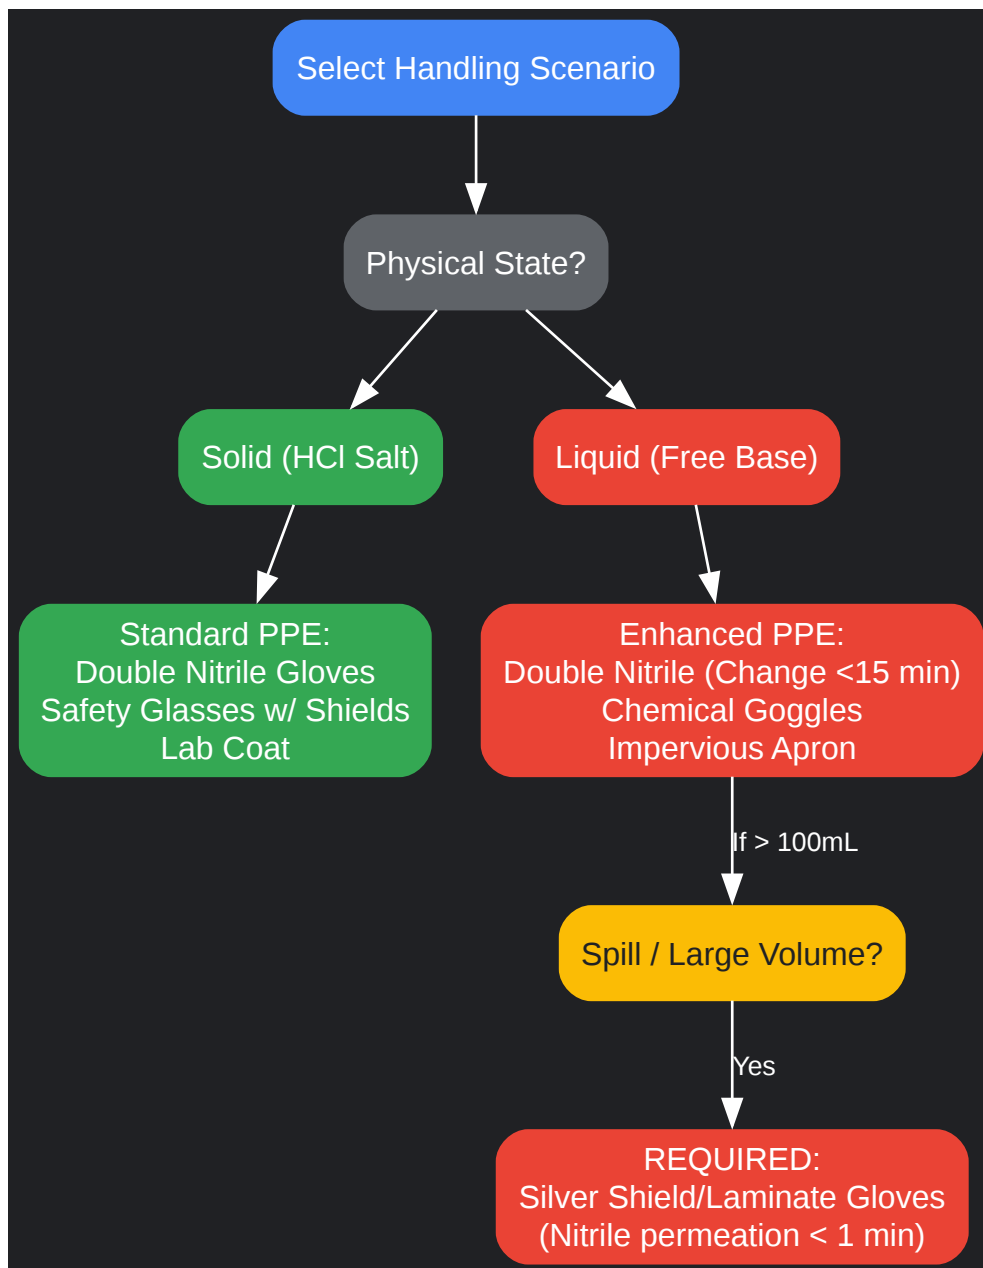 Select Handling Scenario
Physical State?
Solid (HCl Salt)
Liquid (Free Base)
Standard PPE:
Double Nitrile Gloves
Safety Glasses w/ Shields
Lab Coat
Enhanced PPE:
Double Nitrile (Change <15 min)
Chemical Goggles
Impervious Apron
If > 100mL
Spill / Large Volume?
Yes
REQUIRED:
Silver Shield/Laminate Gloves
(Nitrile permeation < 1 min)